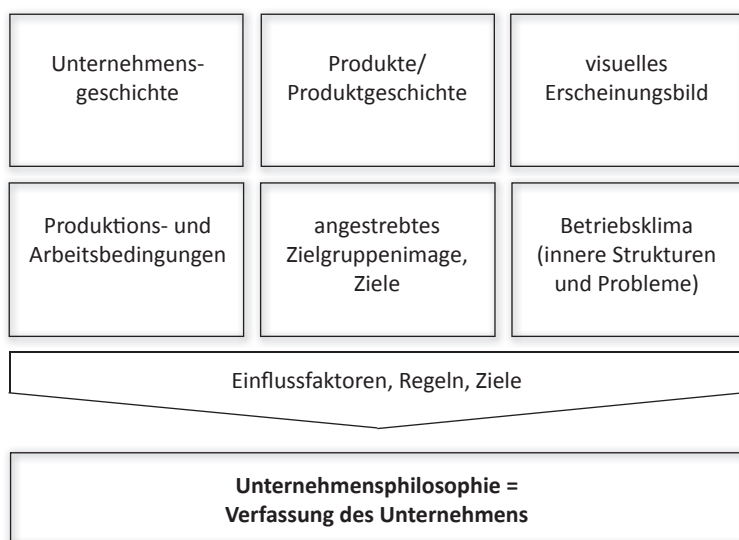 Unternehmens-
geschichte
Produkte/
Produktgeschichte
visuelles
Erscheinungsbild
Produktions- und
Arbeitsbedingungen
angestrebtes
Zielgruppenimage,
Ziele
Betriebsklima
(innere Strukturen
und Probleme)
Einflussfaktoren, Regeln, Ziele
Unternehmensphilosophie =
Verfassung des Unternehmens